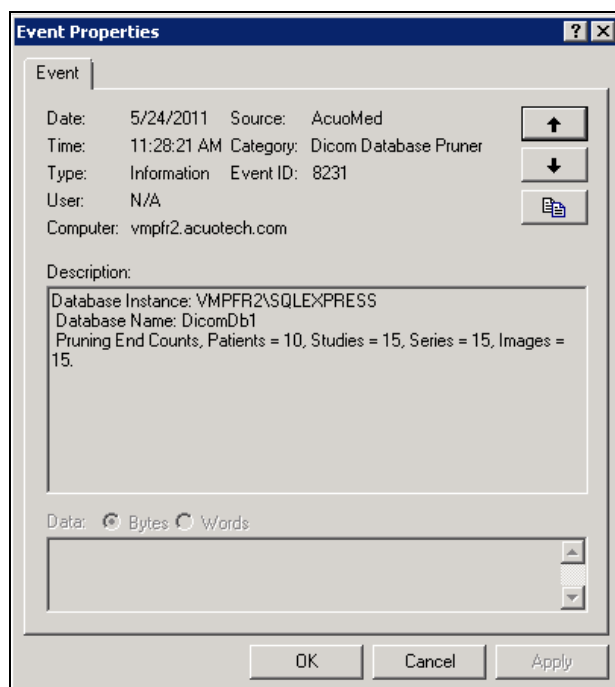 Event Properties
Event
Date: 5/24/2011 Source: AcuoMed
Time: 11:28:21 AM Category: Dicom Database Pruner
Type: Information Event ID: 8231
User: N/A
Computer: vmpfr2.acuotech.com
Description:
Database Instance: VMPFR2\SQLEXPRESS
Database Name: DicomDb1
Pruning End Counts, Patients = 10, Studies = 15, Series = 15, Images =
15.
Data: Bytes Words
OK Cancel Apply